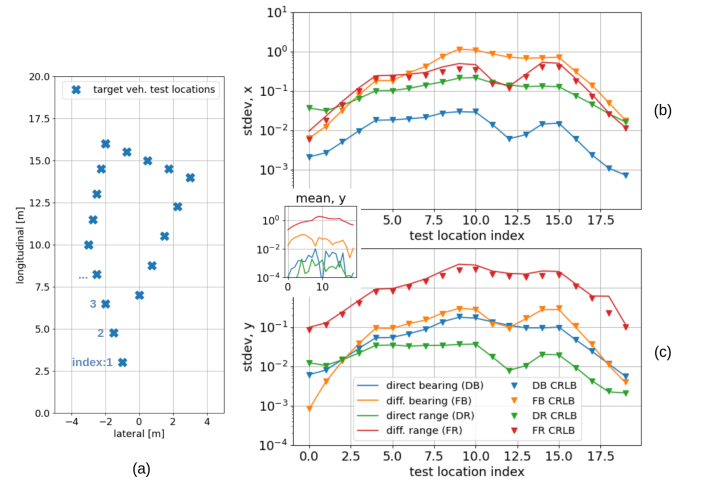 20.0
17.5
15.0
12.5
10.0
7.5
5.0
2.5
0.0
longitudinal [m]
target veh. test locations
...
3
2
index:1
−4 −2 0 2 4
lateral [m]
(a)
10^1
10^0
10^−1
10^−2
10^−3
stdev, x
5.0 7.5 10.0 12.5 15.0 17.5
test location index
(b)
mean, y
10^0
10^−2
10^−4
0 10
10^−1
10^−2
10^−3
10^−4
stdev, y
direct bearing (DB) DB CRLB
diff. bearing (FB) FB CRLB
direct range (DR) DR CRLB
diff. range (FR) FR CRLB
0.0 2.5 5.0 7.5 10.0 12.5 15.0 17.5
test location index
(c)